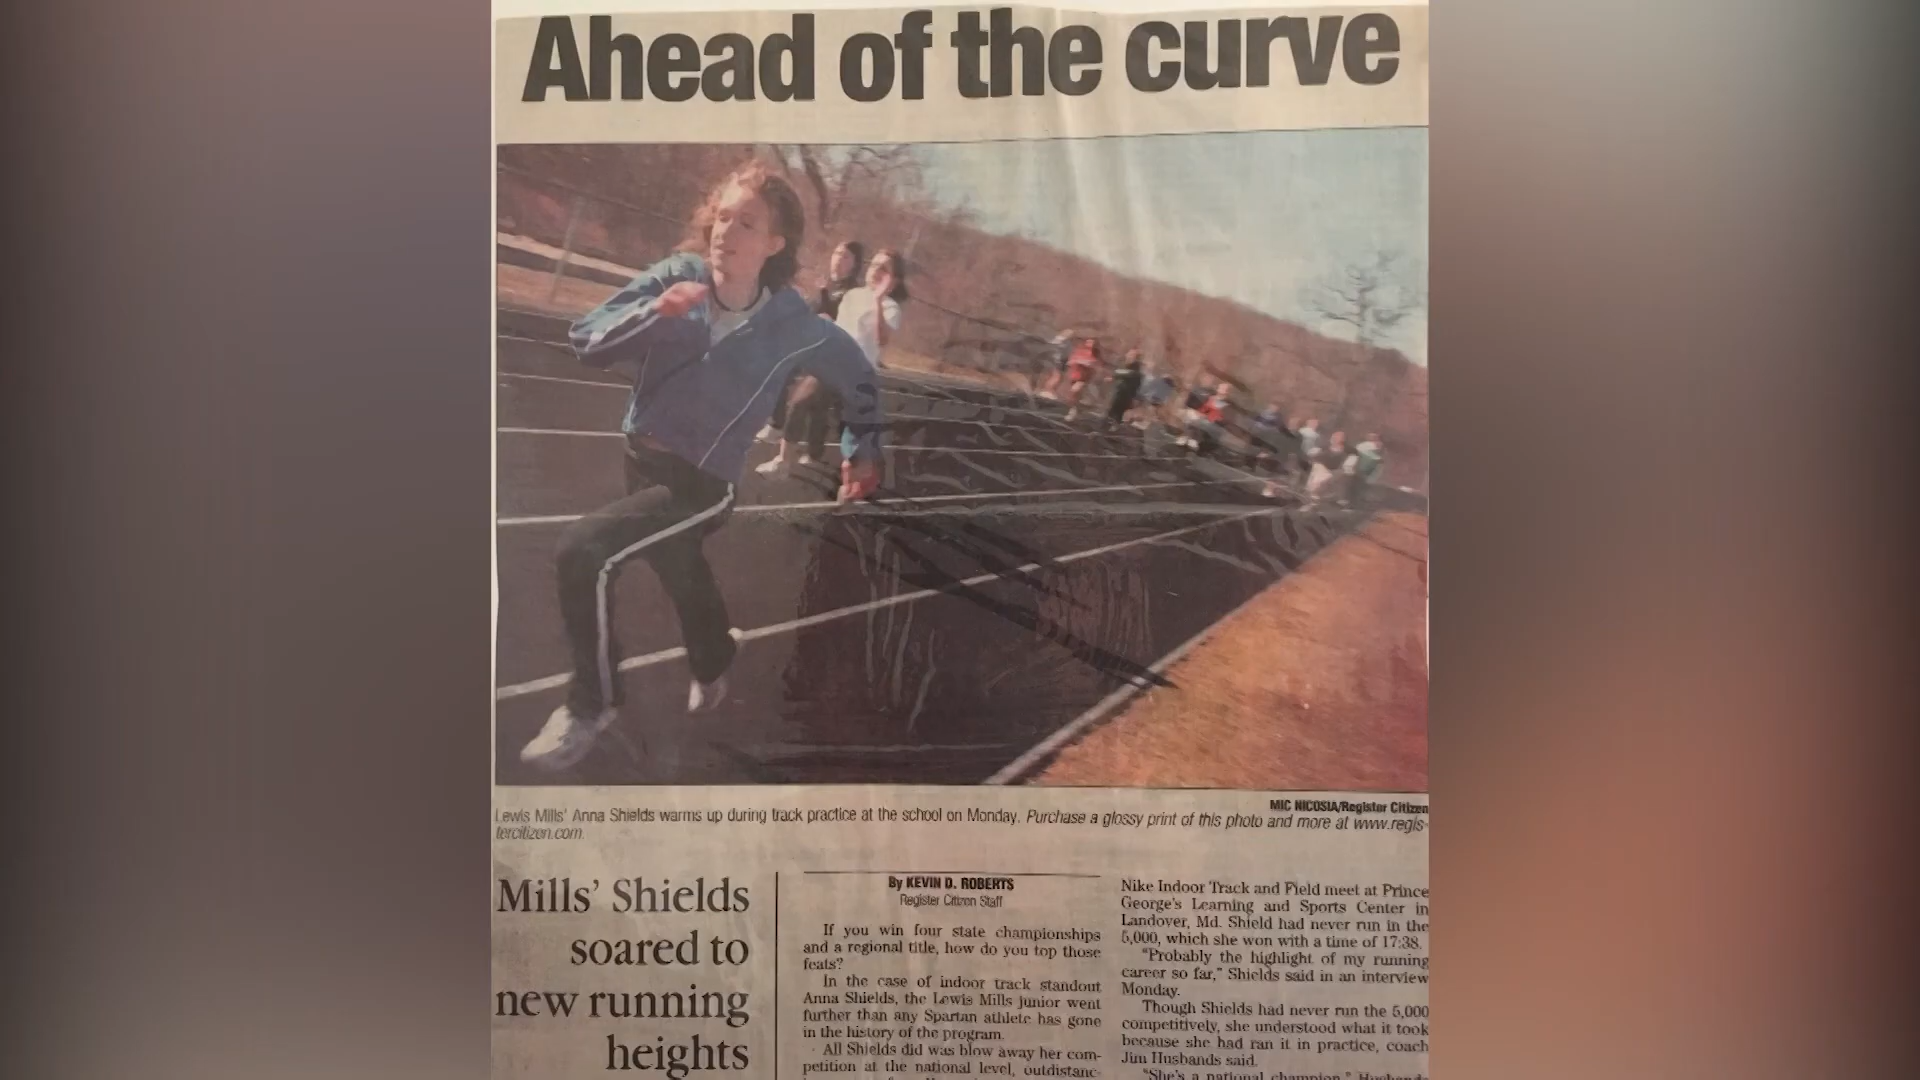 Ahead of the curve
MIC NICOSIA/Register Citizen
Lewis Mills' Anna Shields warms up during track practice at the school on Monday. Purchase a glossy print of this photo and more at www.regis-
tercitizen.com.
Mills' Shields
soared to
new running
heights
By KEVIN D. ROBERTS
Register Citizen Staff
If you win four state championships
and a regional title, how do you top those
feats?
In the case of indoor track standout
Anna Shields, the Lewis Mills junior went
further than any Spartan athlete has gone
in the history of the program.
All Shields did was blow away her com-
petition at the national level, outdistanc-
Nike Indoor Track and Field meet at Prince
George's Learning and Sports Center in
Landover, Md. Shield had never run in the
5,000, which she won with a time of 17:38.
"Probably the highlight of my running
career so far," Shields said in an interview
Monday.
Though Shields had never run the 5,000
competitively, she understood what it took
because she had ran it in practice, coach
Jim Husbands said.
"She's a national champion," Husbands